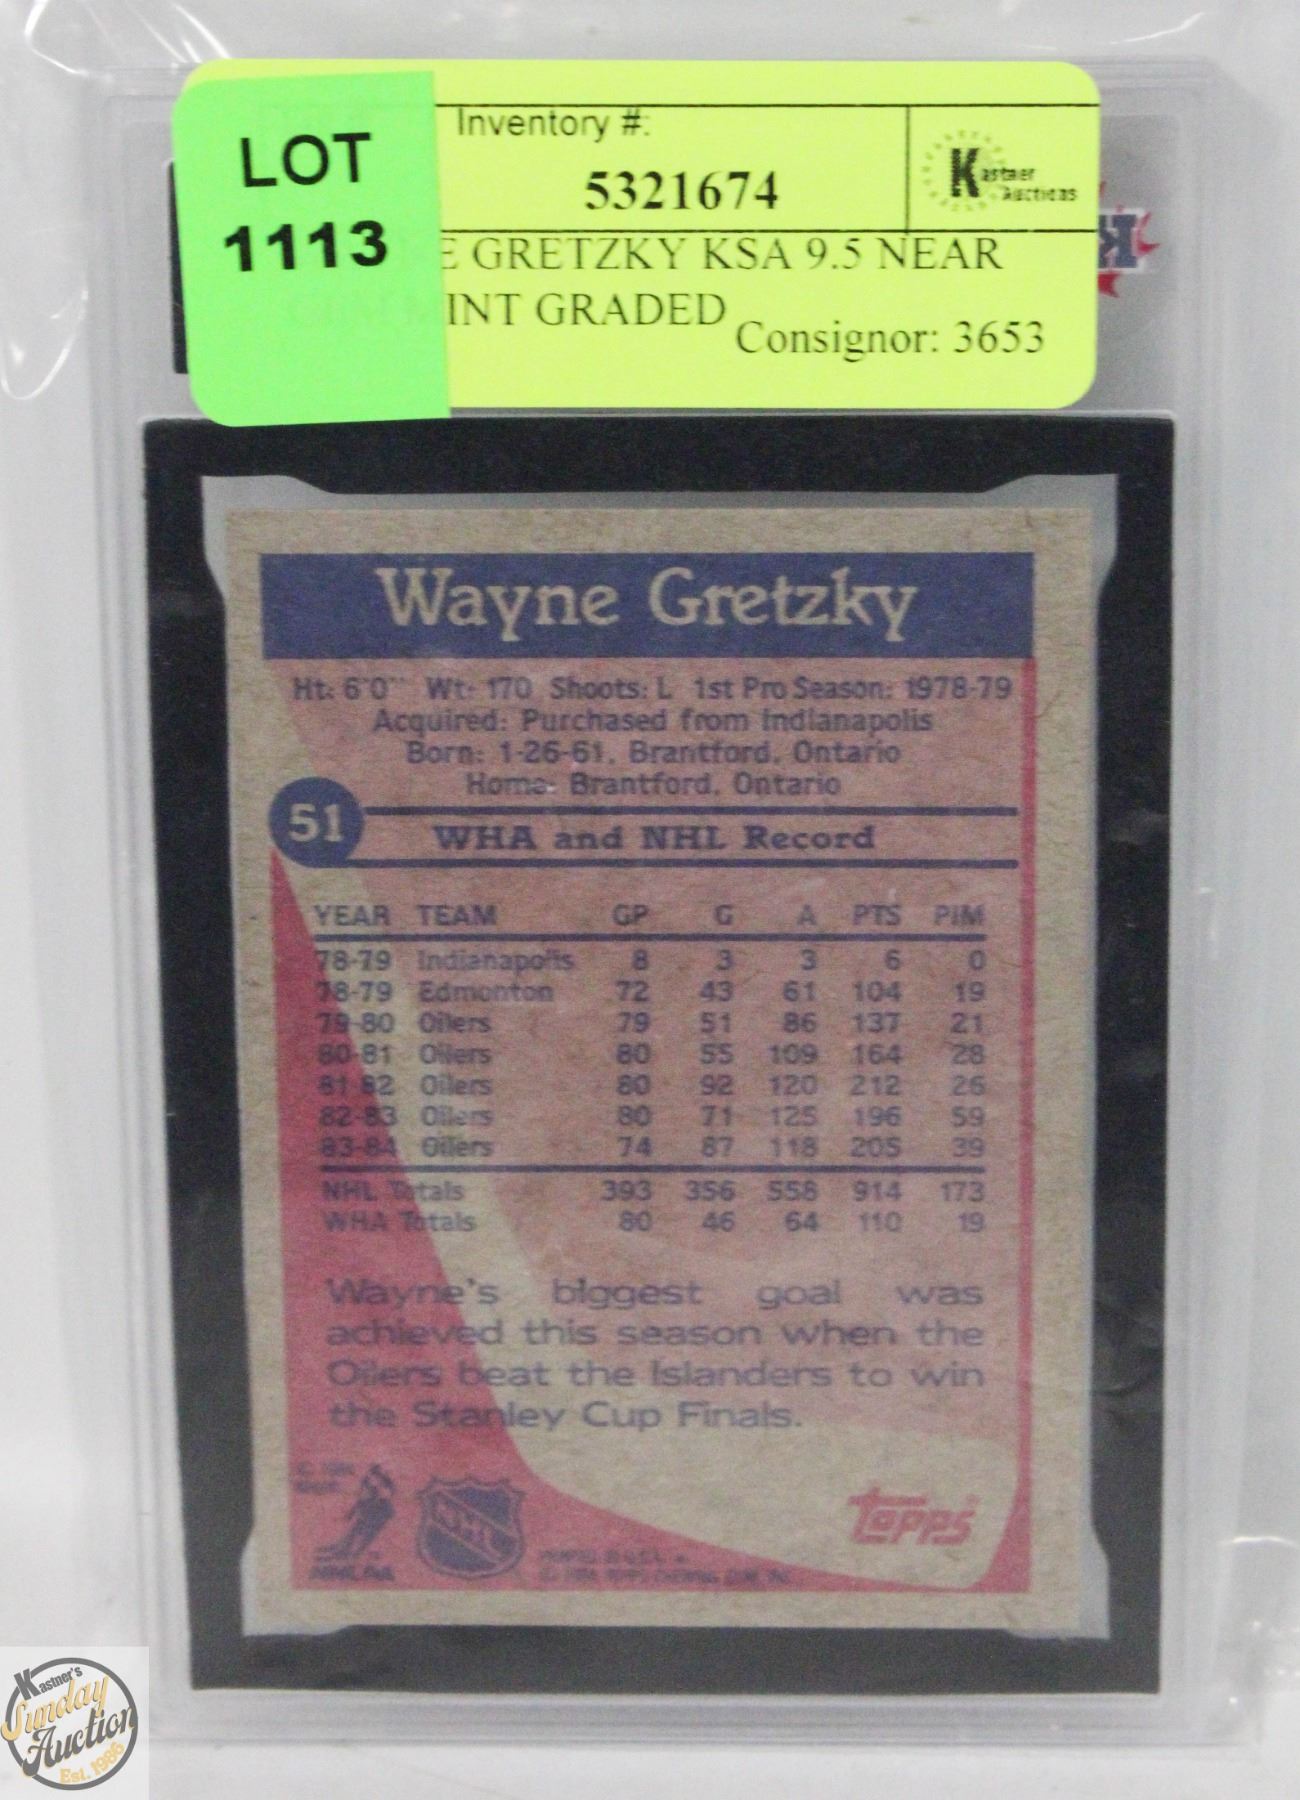 LOT
1113
Inventory #:
5321674
Kastner
Auctions
E GRETZKY KSA 9.5 NEAR
MINT GRADED
Consignor: 3653
Wayne Gretzky
Ht: 6'0" Wt: 170 Shoots: L 1st Pro Season: 1978-79
Acquired: Purchased from Indianapolis
Born: 1-26-61, Brantford, Ontario
Home: Brantford, Ontario
51
WHA and NHL Record
YEAR TEAM GP G A PTS PIM
78-79 Indianapolis 8 3 3 6 0
78-79 Edmonton 72 43 61 104 19
79-80 Oilers 79 51 86 137 21
80-81 Oilers 80 55 109 164 28
81-82 Oilers 80 92 120 212 26
82-83 Oilers 80 71 125 196 59
83-84 Oilers 74 87 118 205 39
NHL Totals 393 356 558 914 173
WHA Totals 80 46 64 110 19
Wayne's biggest goal was
achieved this season when the
Oilers beat the Islanders to win
the Stanley Cup Finals.
NHL
NHLPA
Topps
Kastner's
Sunday
Auction
Est. 1986